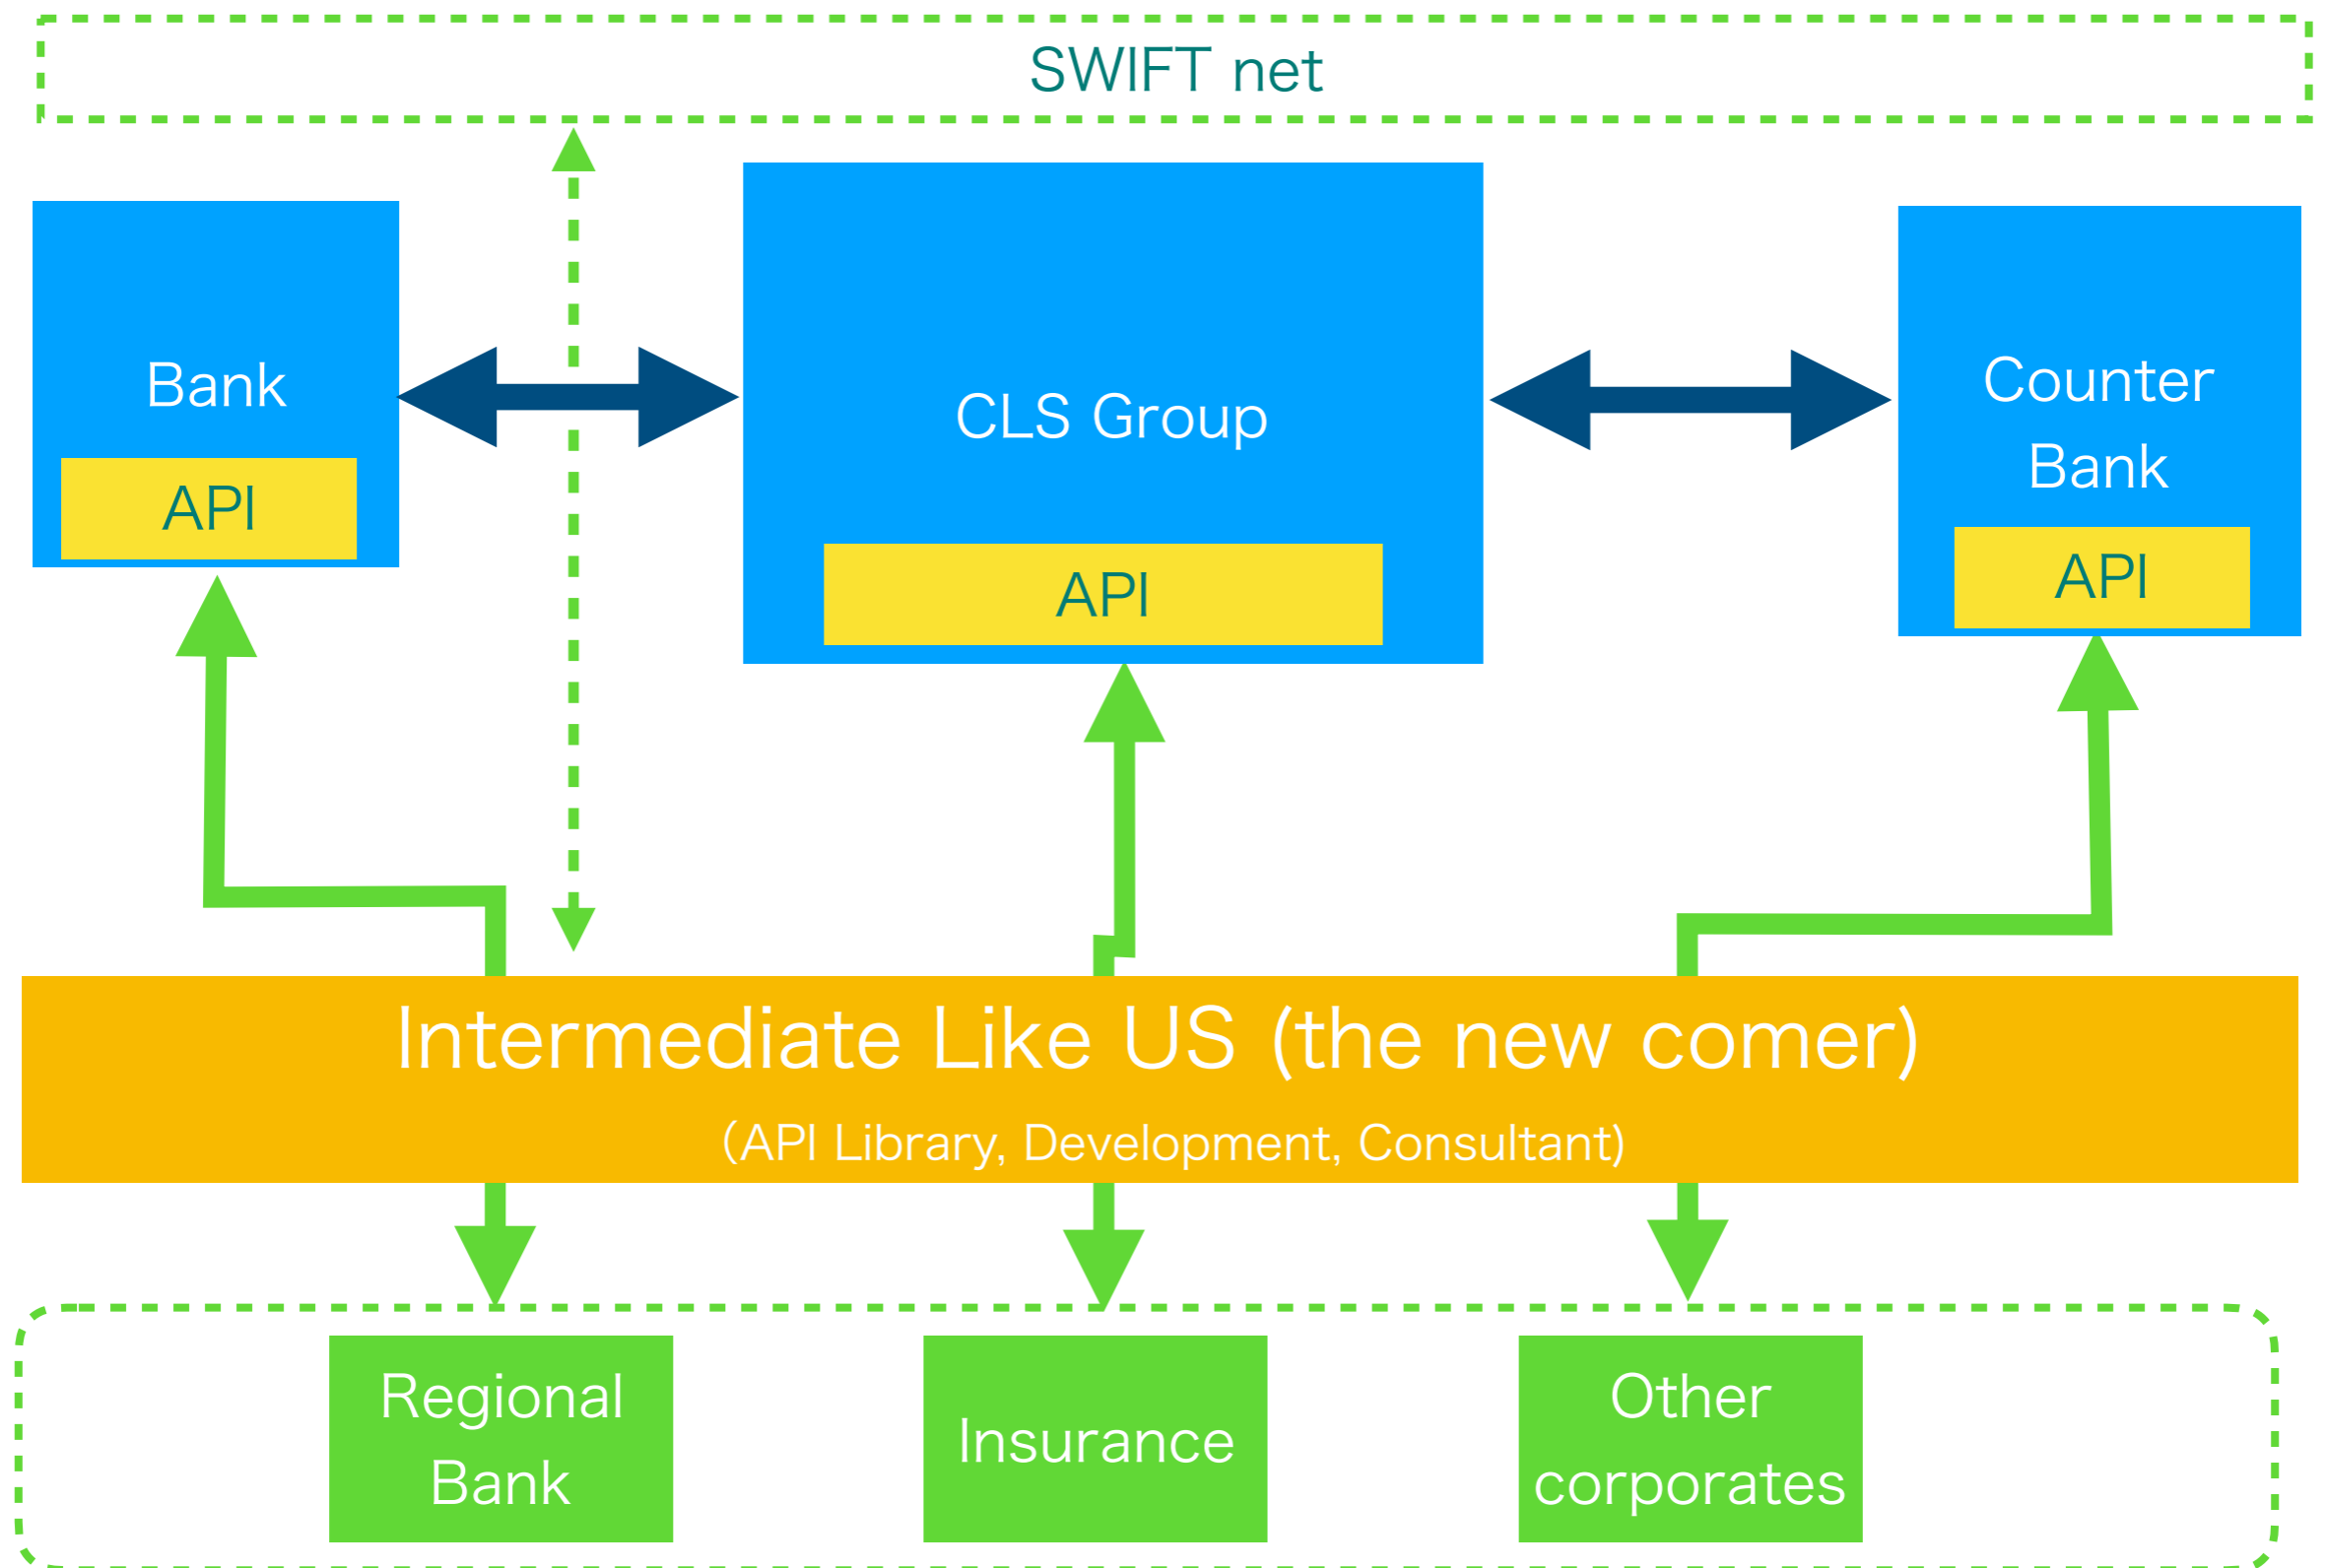 SWIFT net
Bank
API
CLS Group
API
Counter
Bank
API
Intermediate Like US (the new comer)
(API Library, Development, Consultant)
Regional
Bank
Insurance
Other
corporates